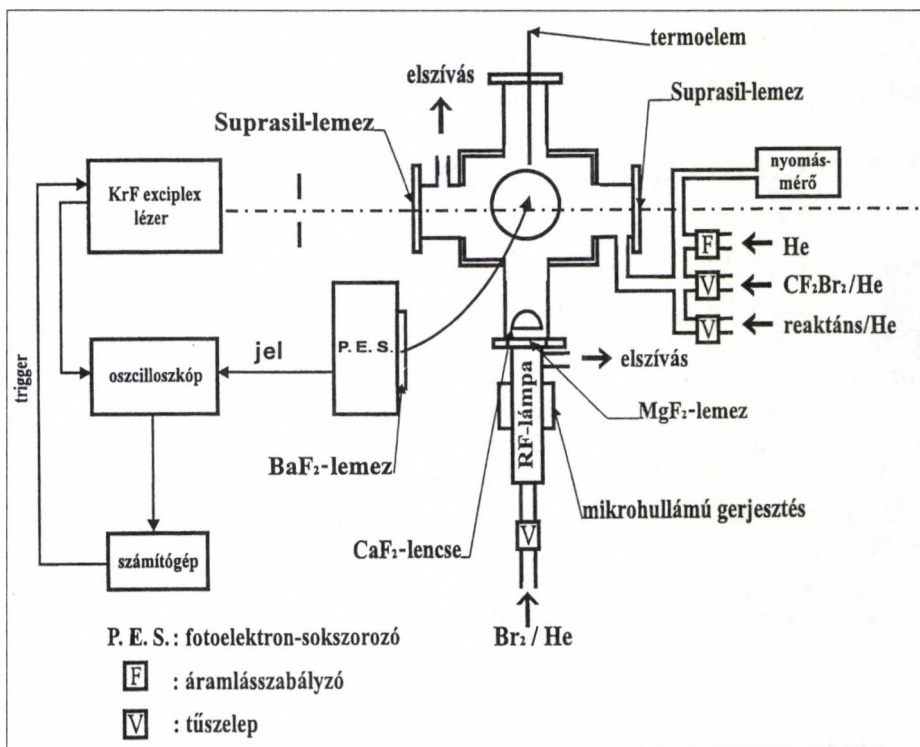 termoelem
elszívás
Suprasil-lemez
Suprasil-lemez
nyomás-
mérő
KrF exciplex
lézer
F
He
V
CF₂Br₂/He
V
reaktáns/He
P. E. S.
jel
oszcilloszkóp
trigger
elszívás
MgF₂-lemez
RF-lámpa
BaF₂-lemez
mikrohullámú gerjesztés
CaF₂-lencse
V
számítógép
Br₂ / He
P. E. S. : fotoelektron-sokszorozó
F : áramlásszabályzó
V : tűszelep